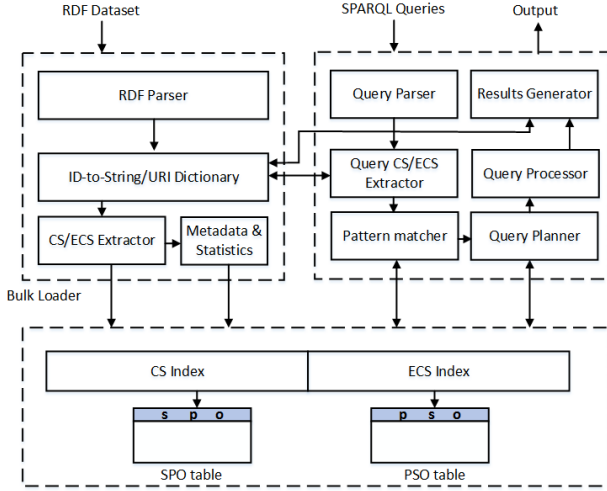 RDF Dataset
SPARQL Queries
Output
RDF Parser
Query Parser
Results Generator
ID-to-String/URI Dictionary
Query CS/ECS
Extractor
Query Processor
CS/ECS Extractor
Metadata &
Statistics
Pattern matcher
Query Planner
Bulk Loader
CS Index
ECS Index
s p o
p s o
SPO table
PSO table